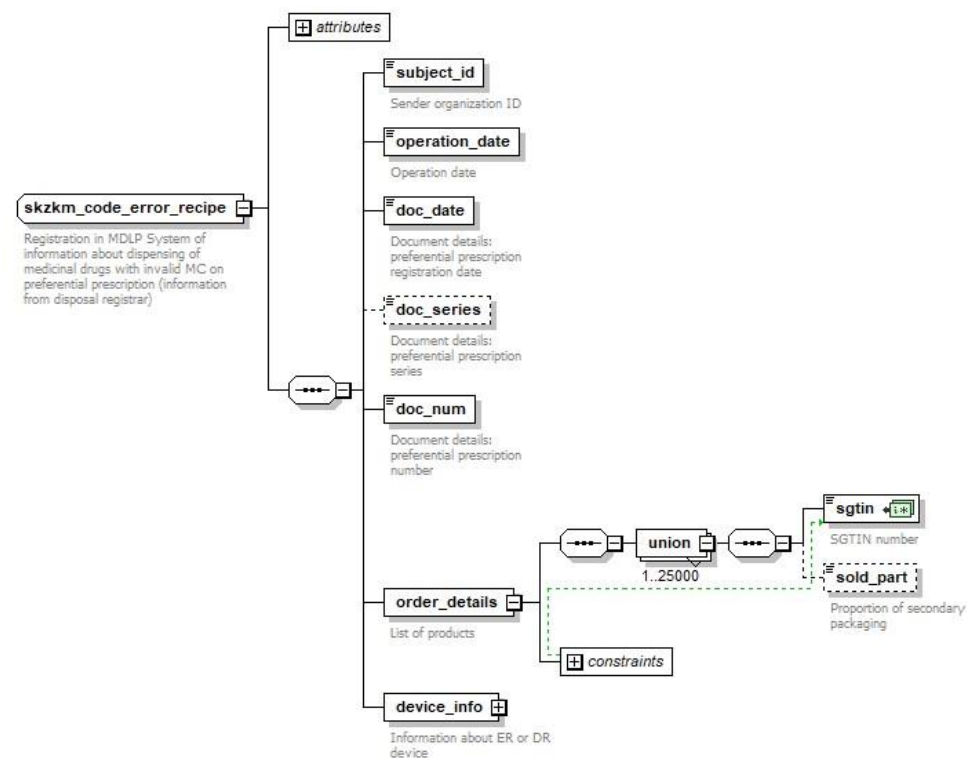 attributes
subject_id
Sender organization ID
operation_date
Operation date
skzkm_code_error_recipe
Registration in MDLP System of
information about dispensing of
medicinal drugs with invalid MC on
preferential prescription (information
from disposal registrar)
doc_date
Document details:
preferential prescription
registration date
doc_series
Document details:
preferential prescription
series
doc_num
Document details:
preferential prescription
number
order_details
List of products
union
1..25000
sgtin
SGTIN number
sold_part
Proportion of secondary
packaging
constraints
device_info
Information about ER or DR
device